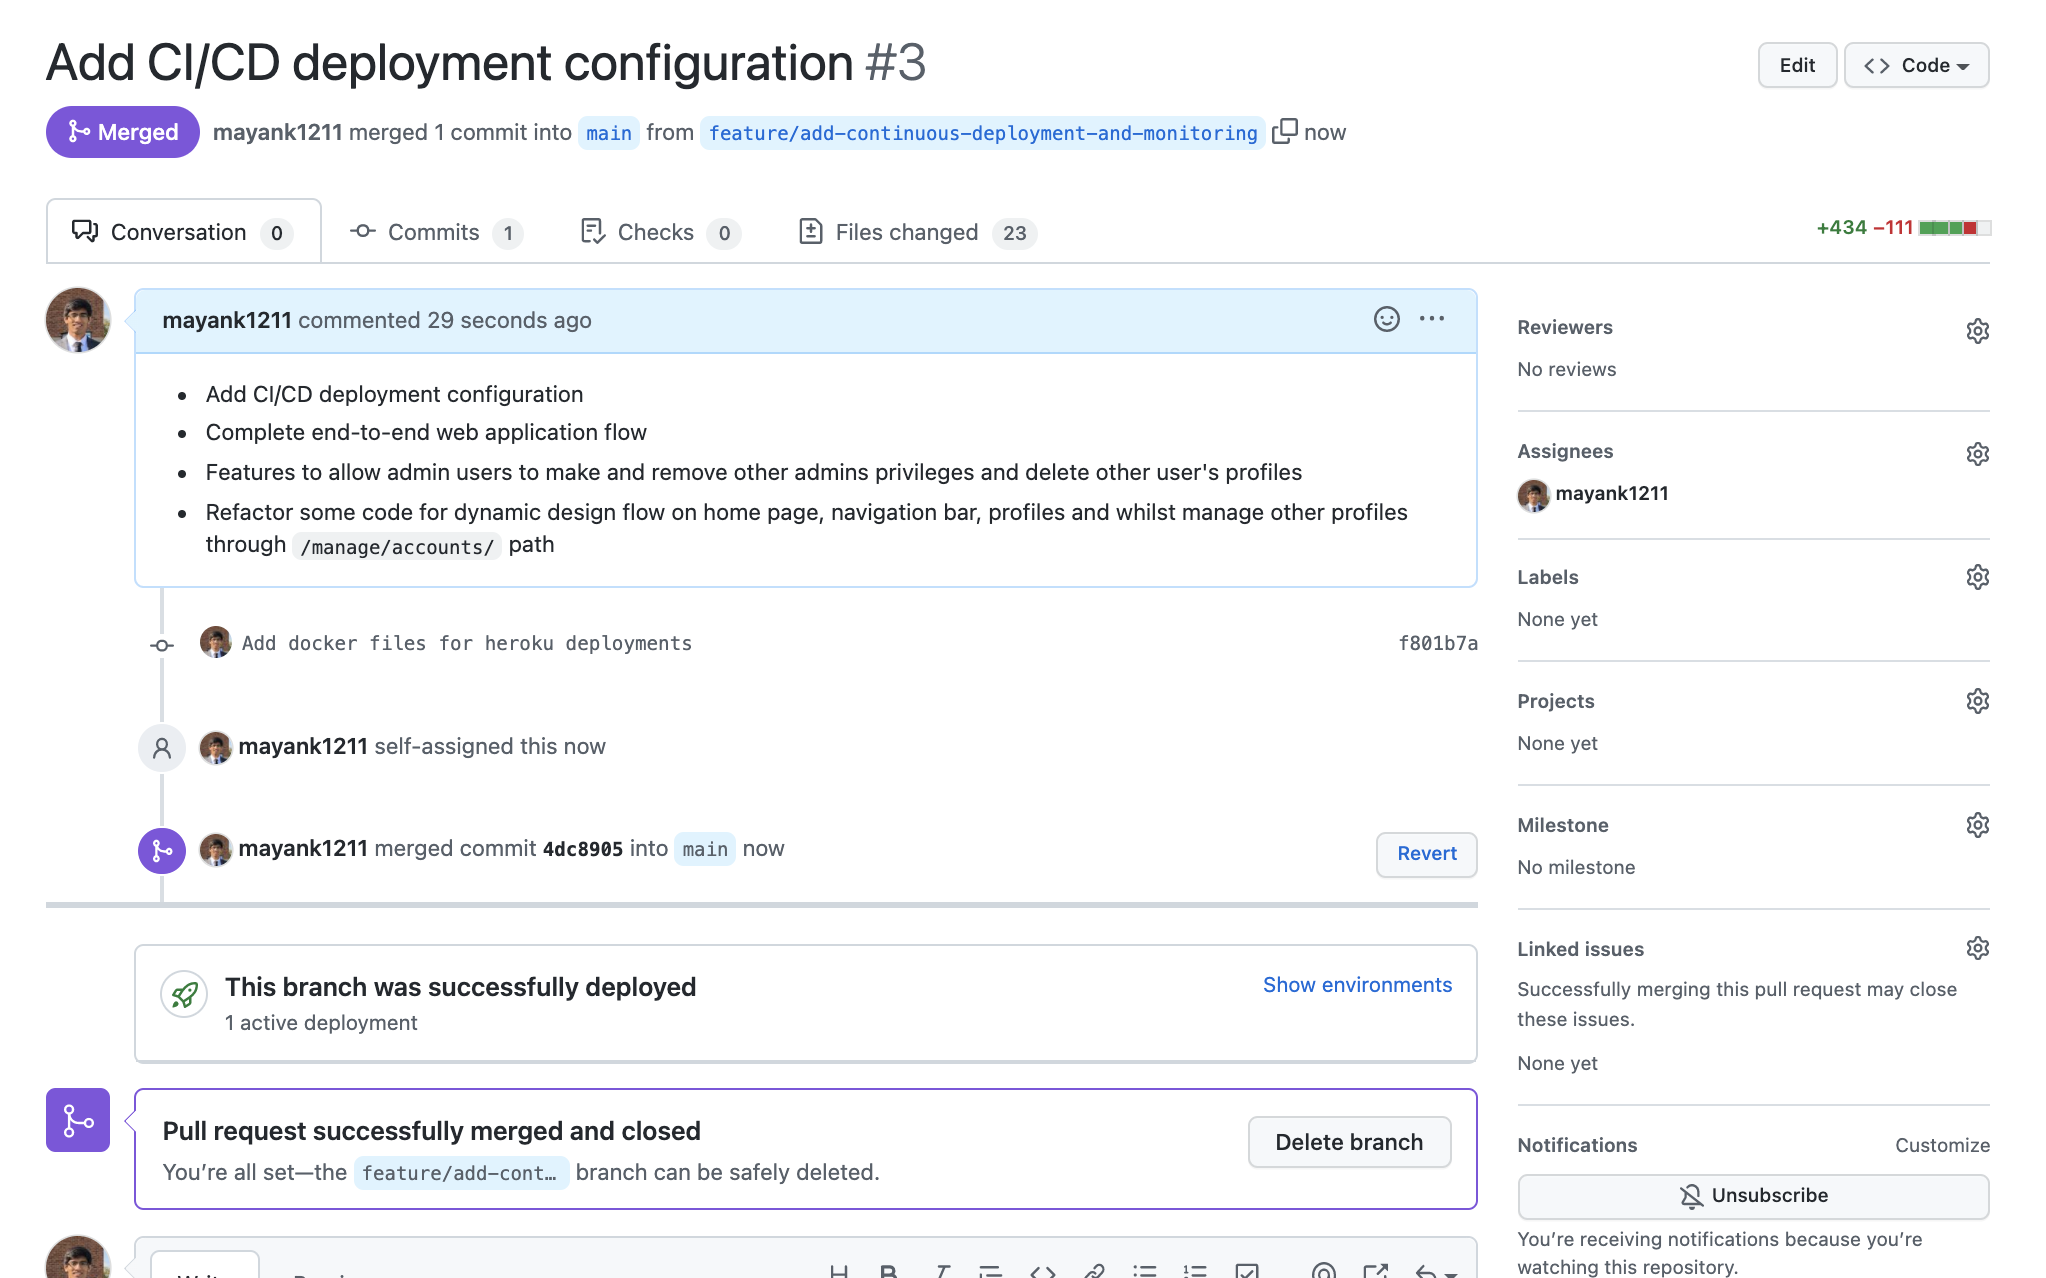 Add CI/CD deployment configuration #3
Edit
Code
Merged
mayank1211 merged 1 commit into main from feature/add-continuous-deployment-and-monitoring now
Conversation 0
Commits 1
Checks 0
Files changed 23
+434 −111
mayank1211 commented 29 seconds ago
• Add CI/CD deployment configuration
• Complete end-to-end web application flow
• Features to allow admin users to make and remove other admins privileges and delete other user's profiles
• Refactor some code for dynamic design flow on home page, navigation bar, profiles and whilst manage other profiles
through /manage/accounts/ path
Add docker files for heroku deployments f801b7a
mayank1211 self-assigned this now
mayank1211 merged commit 4dc8905 into main now
Revert
This branch was successfully deployed
1 active deployment
Show environments
Pull request successfully merged and closed
You’re all set—the feature/add-cont… branch can be safely deleted.
Delete branch
Reviewers
No reviews
Assignees
mayank1211
Labels
None yet
Projects
None yet
Milestone
No milestone
Linked issues
Successfully merging this pull request may close
these issues.
None yet
Notifications
Customize
Unsubscribe
You’re receiving notifications because you’re
watching this repository.